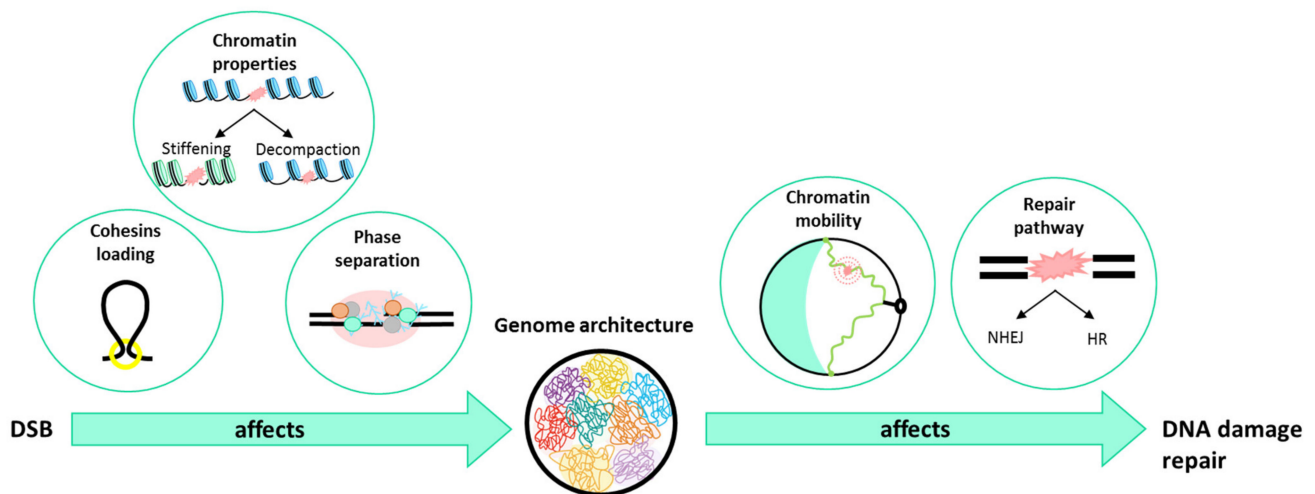 Chromatin
properties
Stiffening
Decompaction
Cohesins
loading
Phase
separation
Genome architecture
Chromatin
mobility
Repair
pathway
NHEJ
HR
DSB
affects
affects
DNA damage
repair